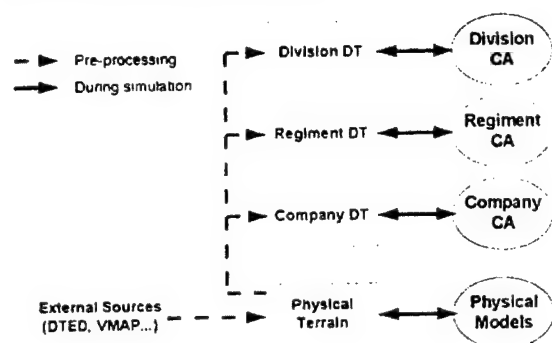 Pre-processing
During simulation
Division DT
Division
CA
Regiment DT
Regiment
CA
Company DT
Company
CA
External Sources
(DTED, VMAP...)
Physical
Terrain
Physical
Models